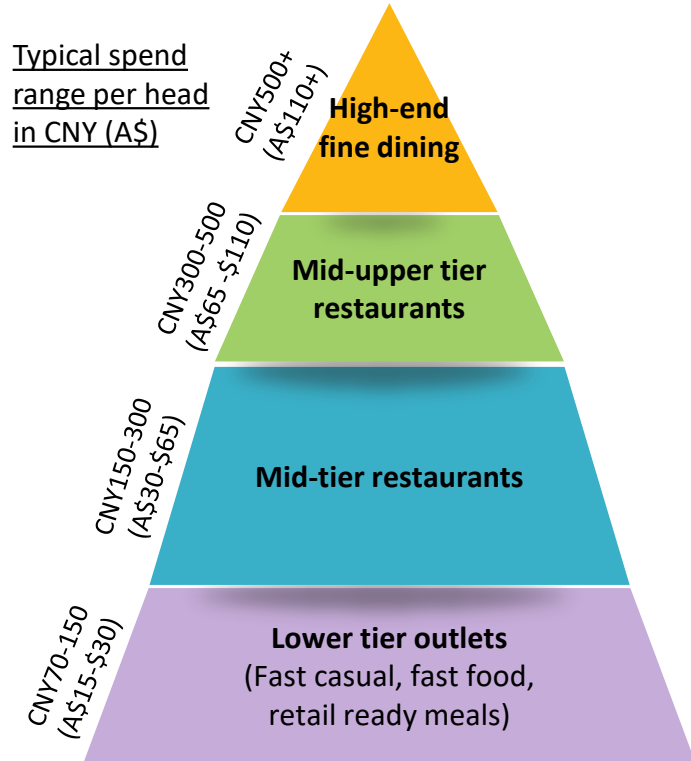 Typical spend
range per head
in CNY (A$)
CNY500+
(A$110+)
High-end
fine dining
CNY300-500
(A$65 -$110)
Mid-upper tier
restaurants
CNY150-300
(A$30-$65)
Mid-tier restaurants
CNY70-150
(A$15-$30)
Lower tier outlets
(Fast casual, fast food,
retail ready meals)